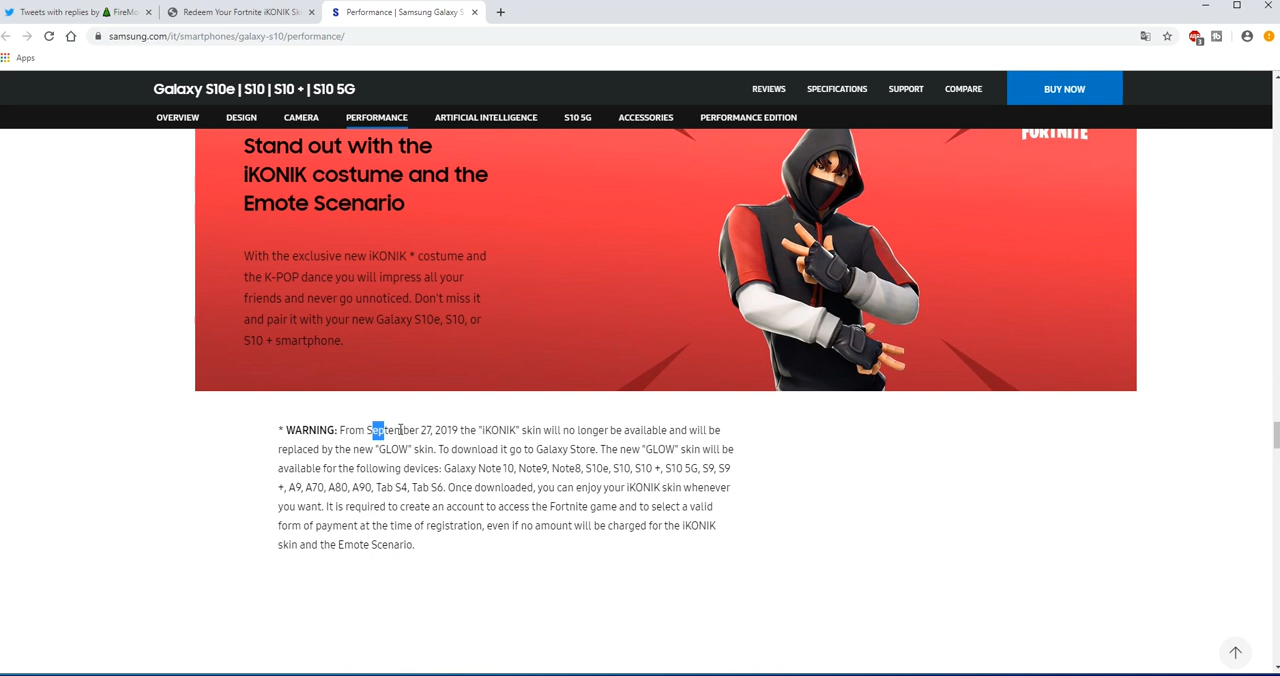 Tweets with replies by 🎄 FireMo
Redeem Your Fortnite iKONIK Ski
Performance | Samsung Galaxy S
samsung.com/it/smartphones/galaxy-s10/performance/
Apps
Galaxy S10e | S10 | S10 + | S10 5G
REVIEWS SPECIFICATIONS SUPPORT COMPARE BUY NOW
OVERVIEW DESIGN CAMERA PERFORMANCE ARTIFICIAL INTELLIGENCE S10 5G ACCESSORIES PERFORMANCE EDITION
FORTNITE
Stand out with the
iKONIK costume and the
Emote Scenario
With the exclusive new iKONIK * costume and
the K-POP dance you will impress all your
friends and never go unnoticed. Don't miss it
and pair it with your new Galaxy S10e, S10, or
S10 + smartphone.
* WARNING: From September 27, 2019 the "iKONIK" skin will no longer be available and will be
replaced by the new "GLOW" skin. To download it go to Galaxy Store. The new "GLOW" skin will be
available for the following devices: Galaxy Note 10, Note9, Note8, S10e, S10, S10 +, S10 5G, S9, S9
+, A9, A70, A80, A90, Tab S4, Tab S6. Once downloaded, you can enjoy your iKONIK skin whenever
you want. It is required to create an account to access the Fortnite game and to select a valid
form of payment at the time of registration, even if no amount will be charged for the iKONIK
skin and the Emote Scenario.